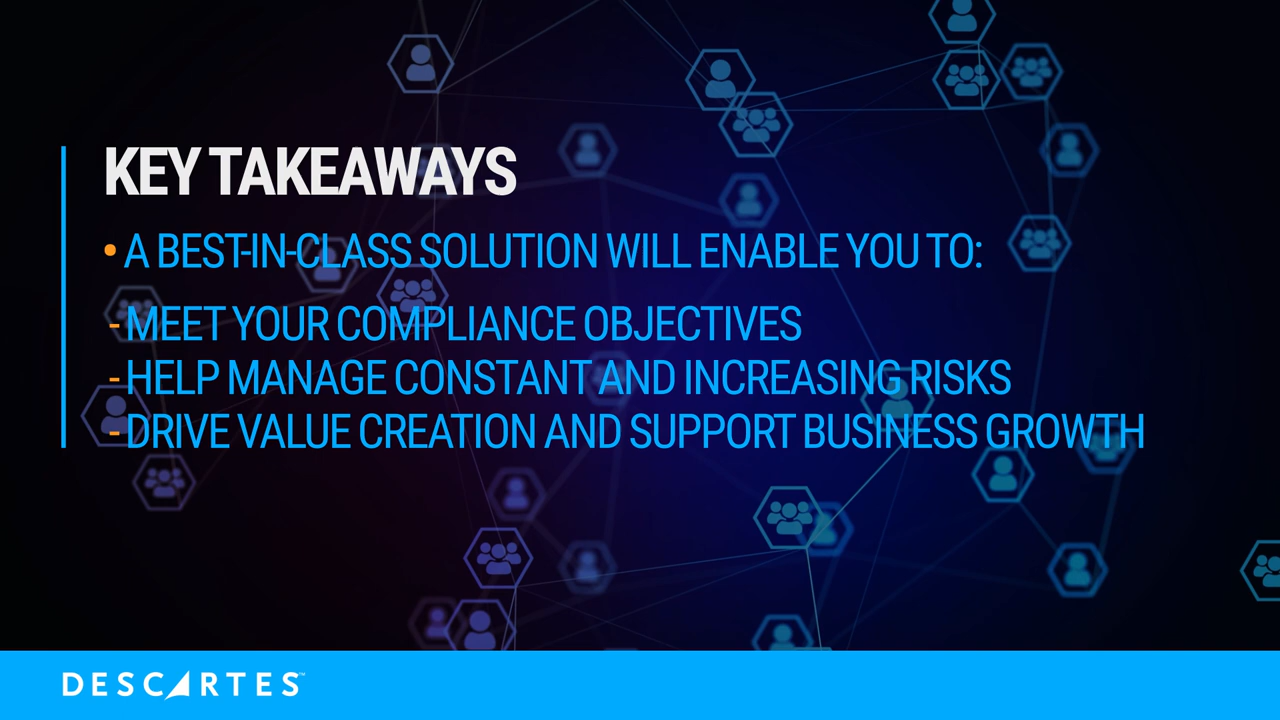 KEY TAKEAWAYS
• A BEST-IN-CLASS SOLUTION WILL ENABLE YOU TO:
- MEET YOUR COMPLIANCE OBJECTIVES
- HELP MANAGE CONSTANT AND INCREASING RISKS
- DRIVE VALUE CREATION AND SUPPORT BUSINESS GROWTH
DESCARTES™